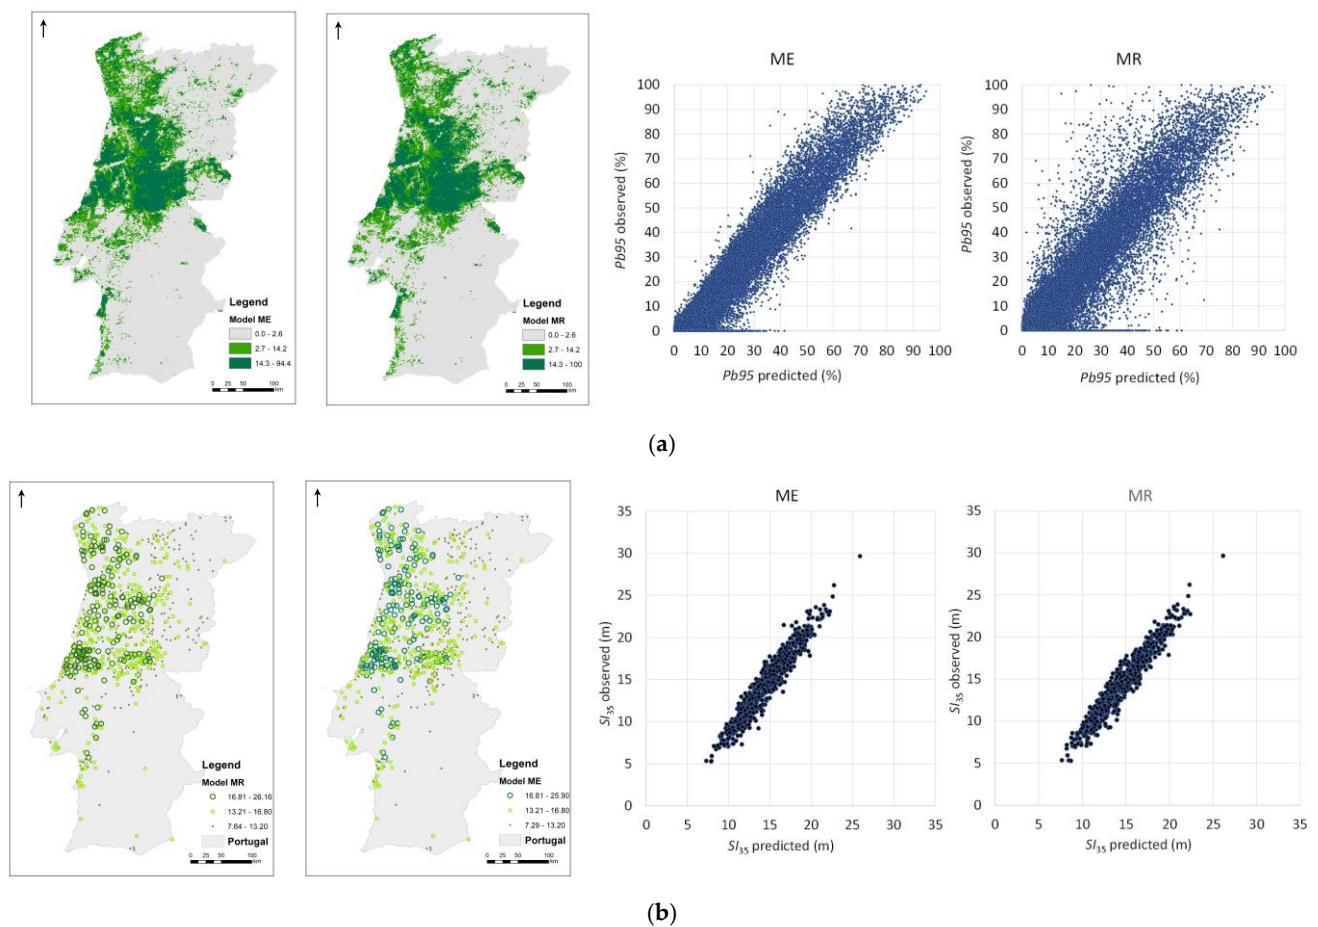 Legend
Model ME
0.0 - 2.6
2.7 - 14.2
14.3 - 94.4
0 25 50 100
km
Legend
Model MR
0.0 - 2.6
2.7 - 14.2
14.3 - 100
0 25 50 100
km
ME
Pb95 observed (%)
100
90
80
70
60
50
40
30
20
10
0
0 10 20 30 40 50 60 70 80 90 100
Pb95 predicted (%)
MR
Pb95 observed (%)
100
90
80
70
60
50
40
30
20
10
0
0 10 20 30 40 50 60 70 80 90 100
Pb95 predicted (%)
(a)
Legend
Model MR
16.81 - 26.16
13.21 - 16.80
7.64 - 13.20
Portugal
0 25 50 100
km
Legend
Model ME
16.81 - 25.90
13.21 - 16.80
7.29 - 13.20
Portugal
0 25 50 100
km
ME
SI35 observed (m)
35
30
25
20
15
10
5
0
0 5 10 15 20 25 30 35
SI35 predicted (m)
MR
SI35 observed (m)
35
30
25
20
15
10
5
0
0 5 10 15 20 25 30 35
SI35 predicted (m)
(b)